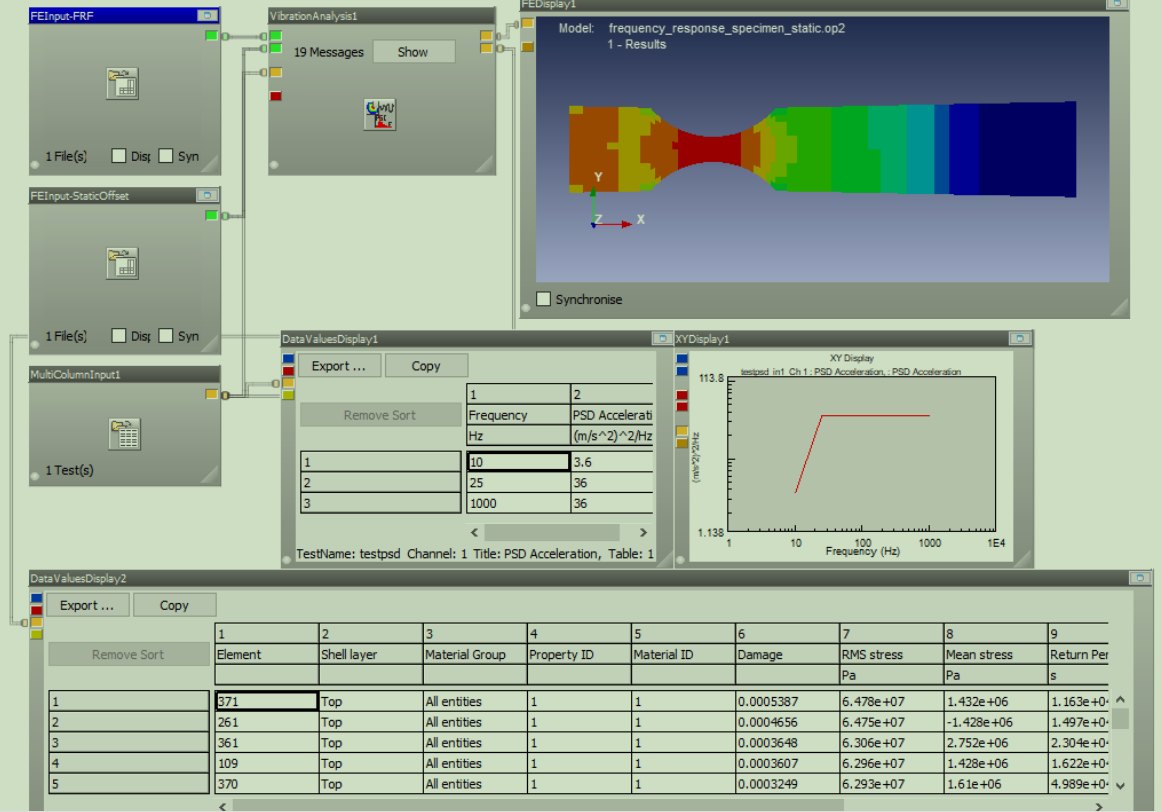 FEInput-FRF
1 File(s) Disp Syn
VibrationAnalysis1
19 Messages Show
FEDisplay1
Model: frequency_response_specimen_static.op2
1 - Results
Y
Z X
Synchronise
FEInput-StaticOffset
1 File(s) Disp Syn
MultiColumnInput1
1 Test(s)
DataValuesDisplay1
Export ... Copy
Remove Sort
1 2
Frequency PSD Accelerati
Hz (m/s^2)^2/Hz
1 10 3.6
2 25 36
3 1000 36
TestName: testpsd Channel: 1 Title: PSD Acceleration, Table: 1
XYDisplay1
XY Display
testpsd_in1 Ch 1 : PSD Acceleration, : PSD Acceleration
113.8
(m/s^2)^2/Hz
1.138
1 10 100 1000 1E4
Frequency (Hz)
DataValuesDisplay2
Export ... Copy
Remove Sort
1 2 3 4 5 6 7 8 9
Element Shell layer Material Group Property ID Material ID Damage RMS stress Mean stress Return Per
Pa Pa s
1 371 Top All entities 1 1 0.0005387 6.478e+07 1.432e+06 1.163e+0
2 261 Top All entities 1 1 0.0004656 6.475e+07 -1.428e+06 1.497e+0
3 361 Top All entities 1 1 0.0003648 6.306e+07 2.752e+06 2.304e+0
4 109 Top All entities 1 1 0.0003607 6.296e+07 1.428e+06 1.622e+0
5 370 Top All entities 1 1 0.0003249 6.293e+07 1.61e+06 4.989e+0